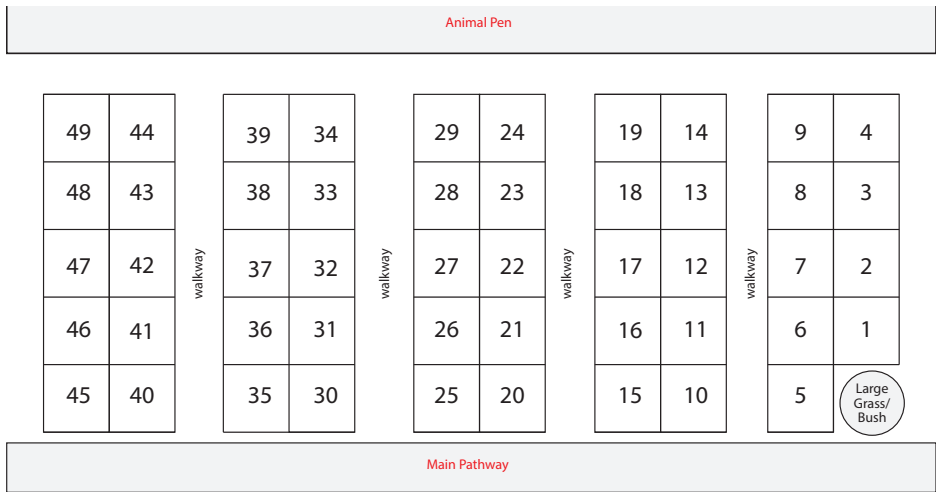 Animal Pen
49 44 39 34 29 24 19 14 9 4
48 43 38 33 28 23 18 13 8 3
47 42 walkway 37 32 walkway 27 22 walkway 17 12 walkway 7 2
46 41 36 31 26 21 16 11 6 1
45 40 35 30 25 20 15 10 5
Large
Grass/
Bush
Main Pathway